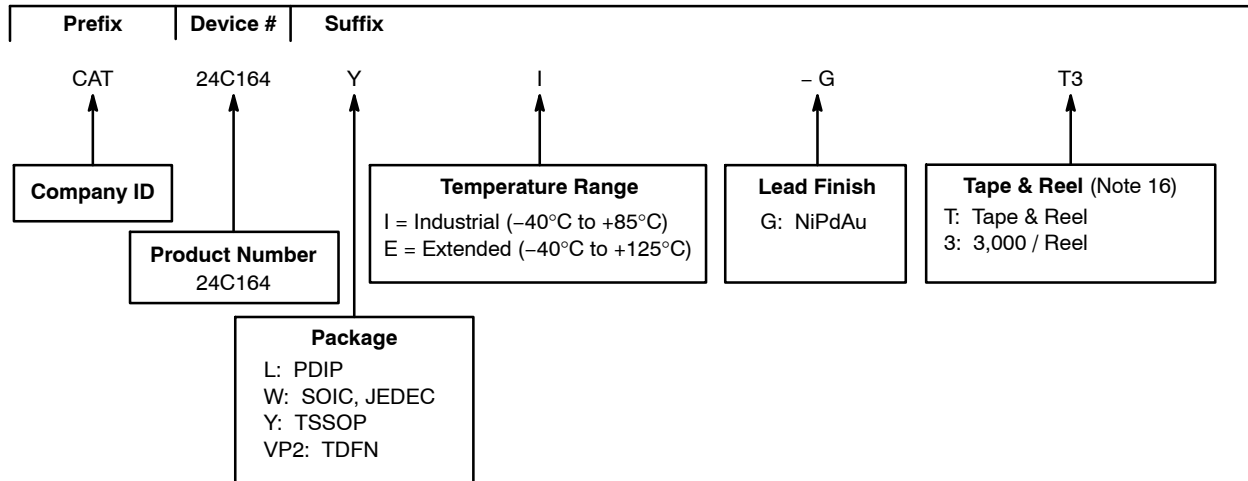 Prefix Device # Suffix
CAT 24C164 Y I – G T3
Company ID
Product Number
24C164
Package
L: PDIP
W: SOIC, JEDEC
Y: TSSOP
VP2: TDFN
Temperature Range
I = Industrial (−40°C to +85°C)
E = Extended (−40°C to +125°C)
Lead Finish
G: NiPdAu
Tape & Reel (Note 16)
T: Tape & Reel
3: 3,000 / Reel